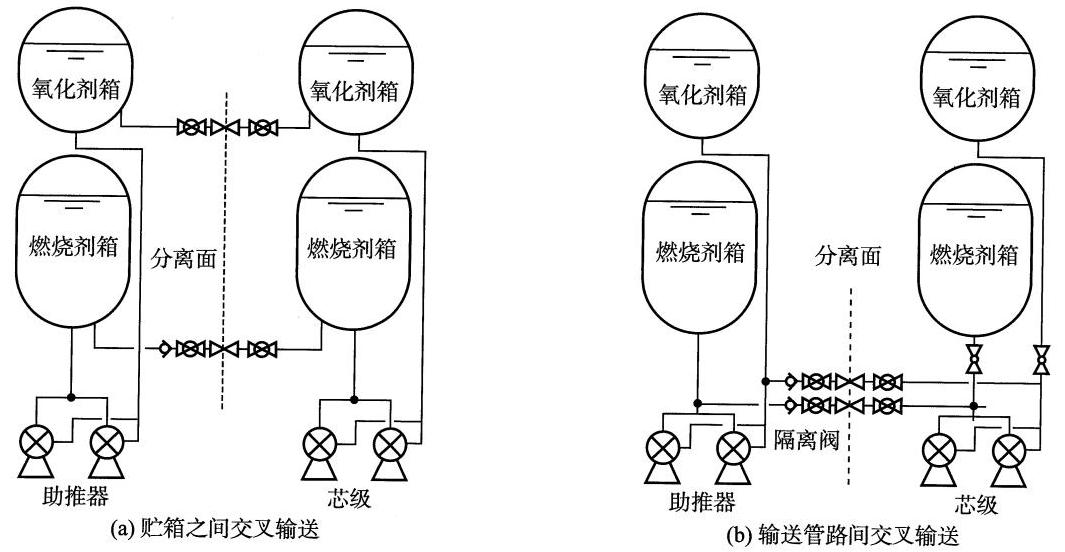 氧化剂箱
氧化剂箱
燃烧剂箱
分离面
燃烧剂箱
助推器
芯级
(a) 贮箱之间交叉输送
氧化剂箱
氧化剂箱
燃烧剂箱
分离面
燃烧剂箱
隔离阀
助推器
芯级
(b) 输送管路间交叉输送